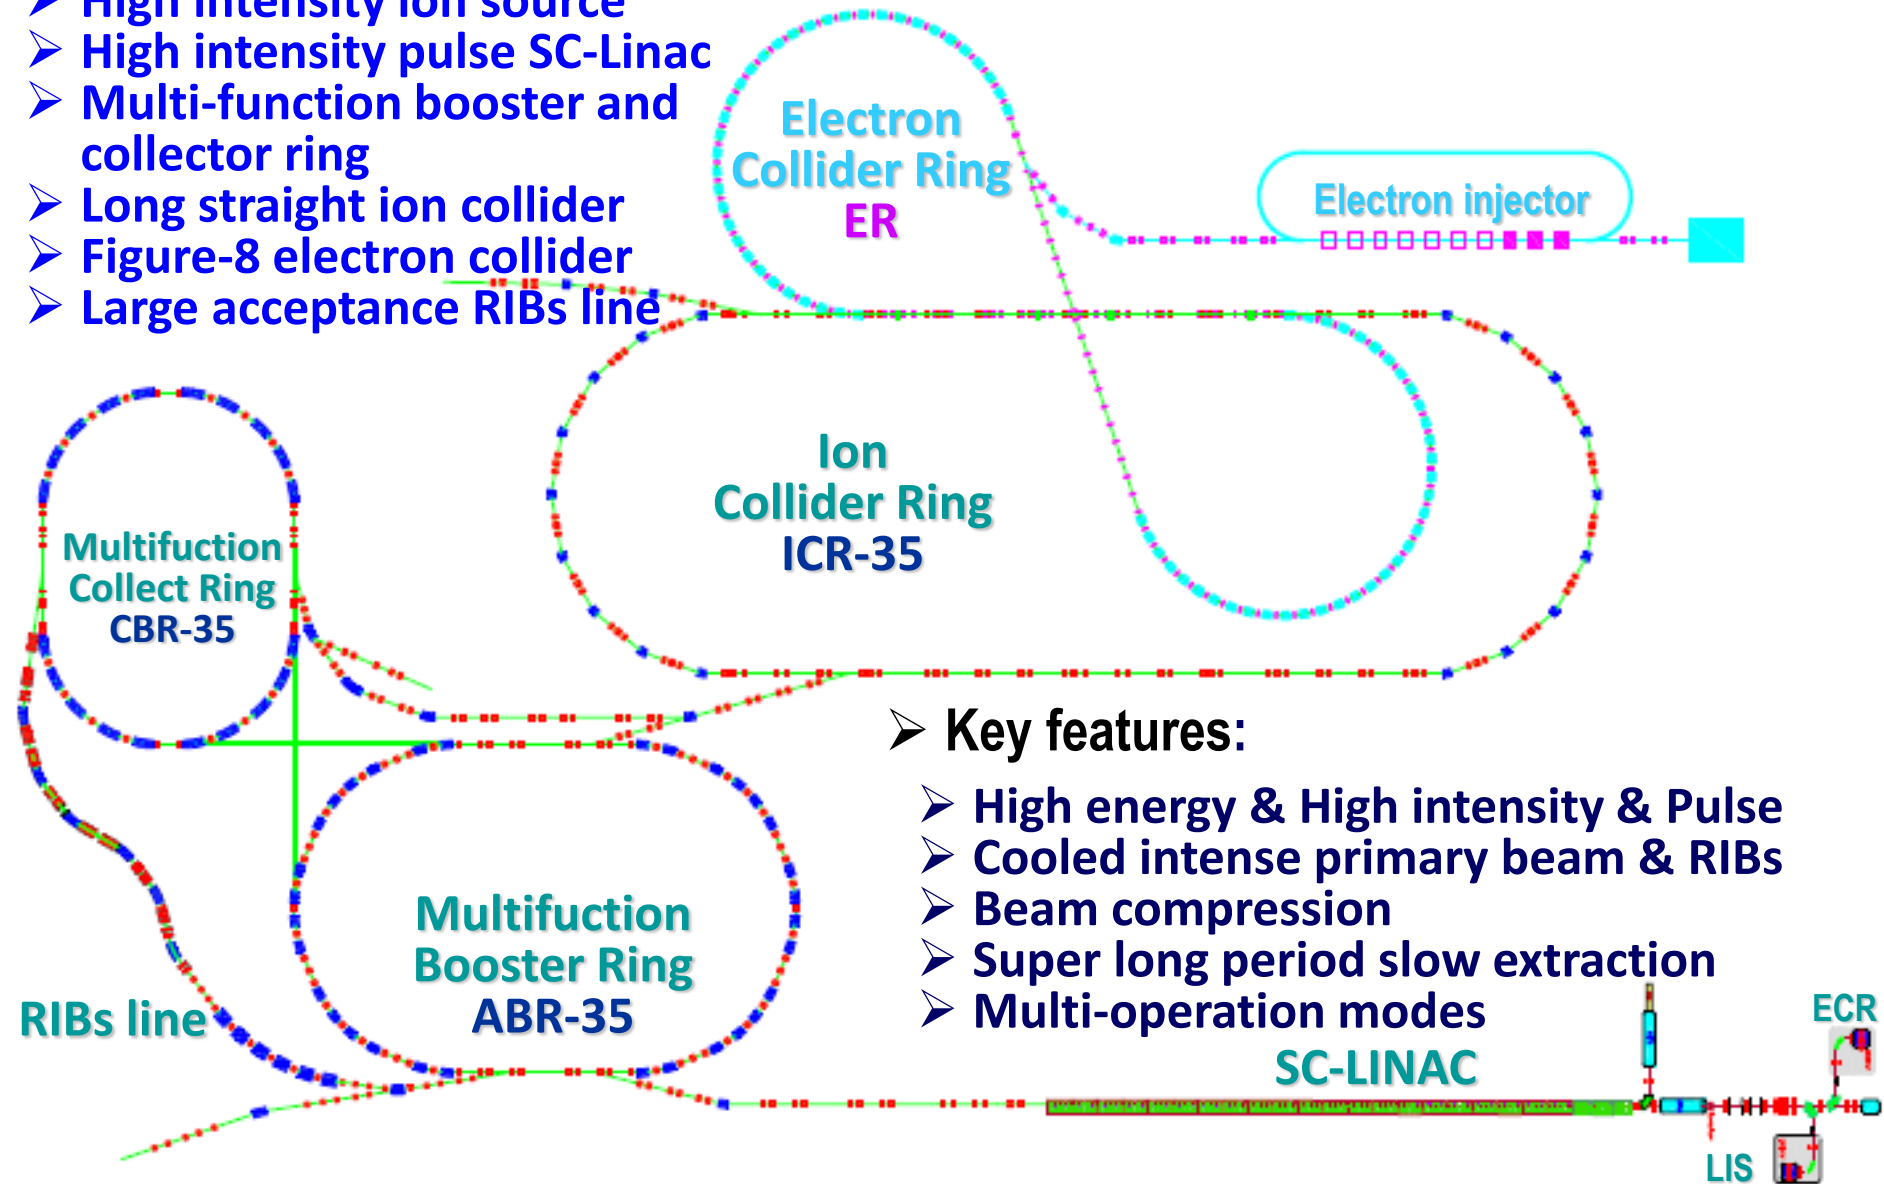 High intensity ion source
High intensity pulse SC-Linac
Multi-function booster and
collector ring
Long straight ion collider
Figure-8 electron collider
Large acceptance RIBs line
Electron
Collider Ring
ER
Electron injector
Ion
Collider Ring
ICR-35
Multifuction
Collect Ring
CBR-35
Key features:
High energy & High intensity & Pulse
Cooled intense primary beam & RIBs
Beam compression
Super long period slow extraction
Multi-operation modes
Multifuction
Booster Ring
ABR-35
RIBs line
SC-LINAC
ECR
LIS